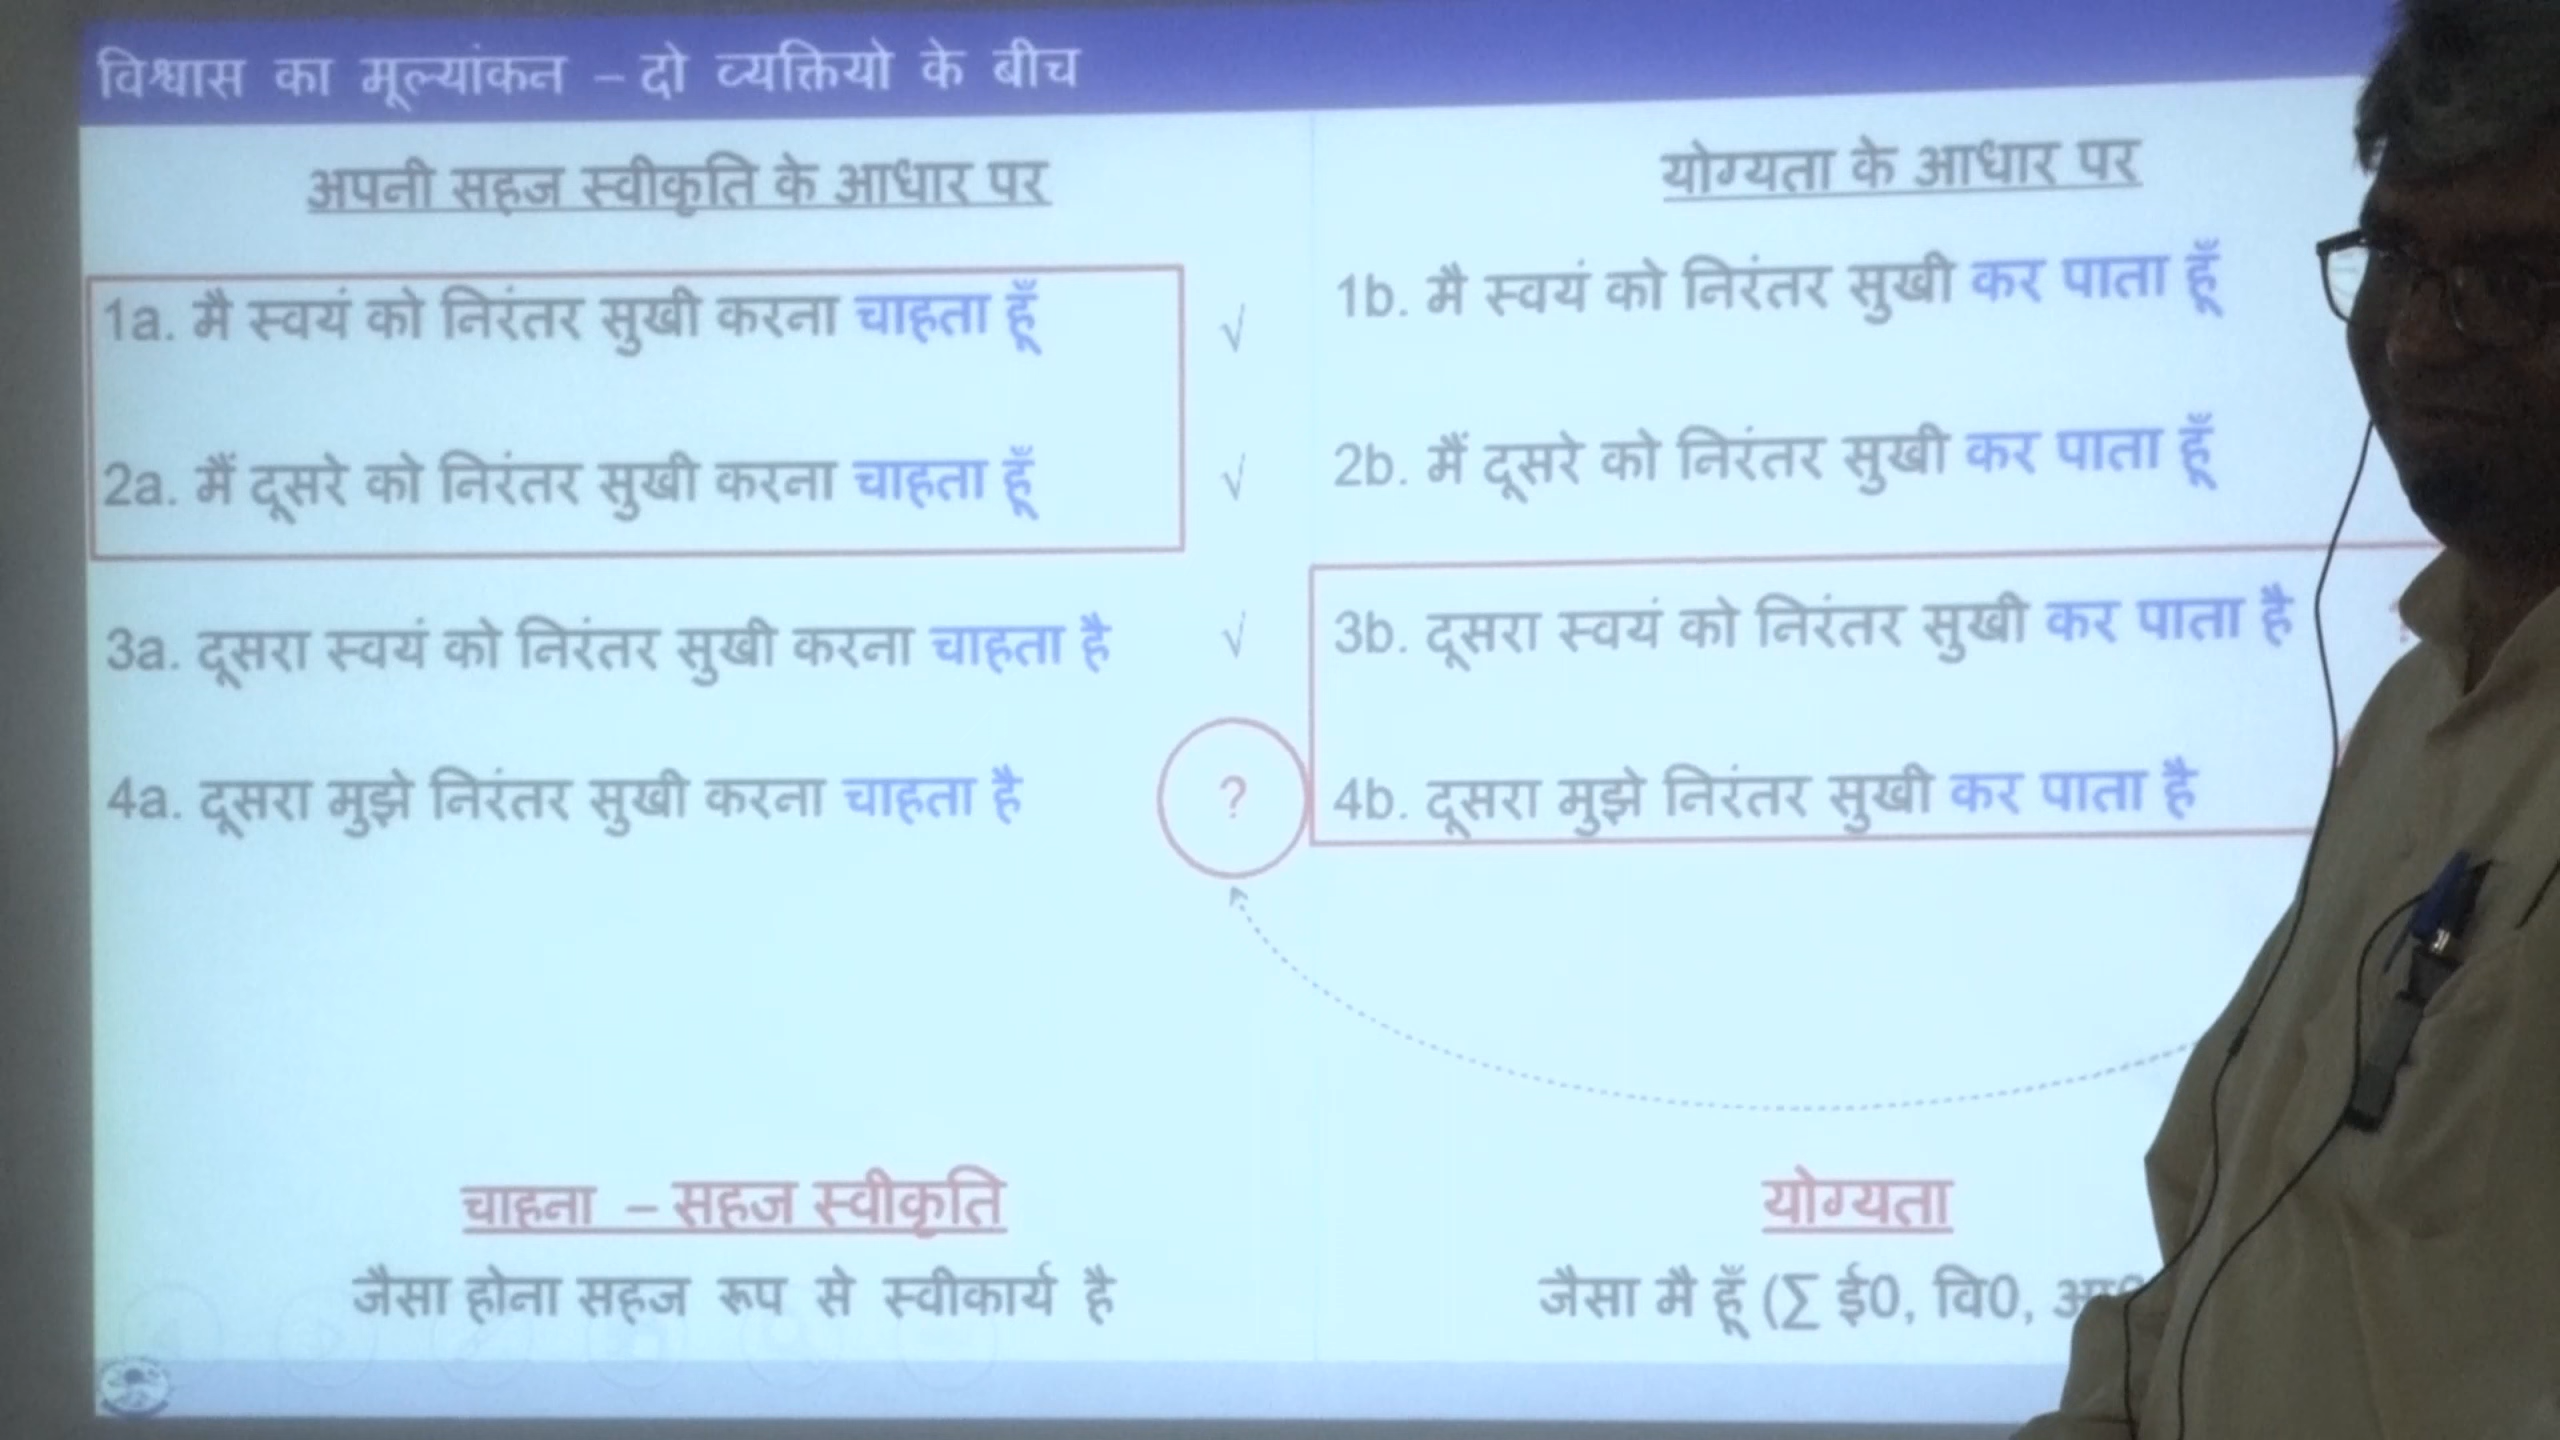 विश्वास का मूल्यांकन – दो व्यक्तियो के बीच
अपनी सहज स्वीकृति के आधार पर
1a. मै स्वयं को निरंतर सुखी करना चाहता हूँ √
2a. मैं दूसरे को निरंतर सुखी करना चाहता हूँ √
3a. दूसरा स्वयं को निरंतर सुखी करना चाहता है √
4a. दूसरा मुझे निरंतर सुखी करना चाहता है ?
चाहना – सहज स्वीकृति
जैसा होना सहज रूप से स्वीकार्य है
योग्यता के आधार पर
1b. मै स्वयं को निरंतर सुखी कर पाता हूँ
2b. मैं दूसरे को निरंतर सुखी कर पाता हूँ
3b. दूसरा स्वयं को निरंतर सुखी कर पाता है
4b. दूसरा मुझे निरंतर सुखी कर पाता है
योग्यता
जैसा मै हूँ (∑ ई0, वि0,